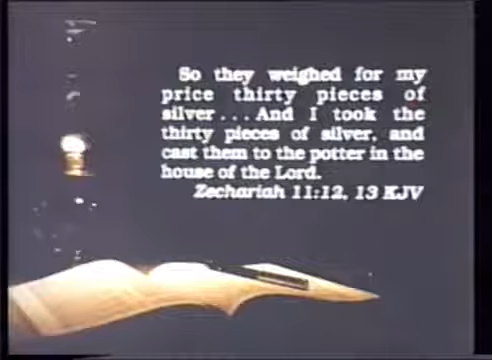 So they weighed for my
price thirty pieces of
silver...And I took the
thirty pieces of silver, and
cast them to the potter in the
house of the Lord.
Zechariah 11:12, 13 KJV